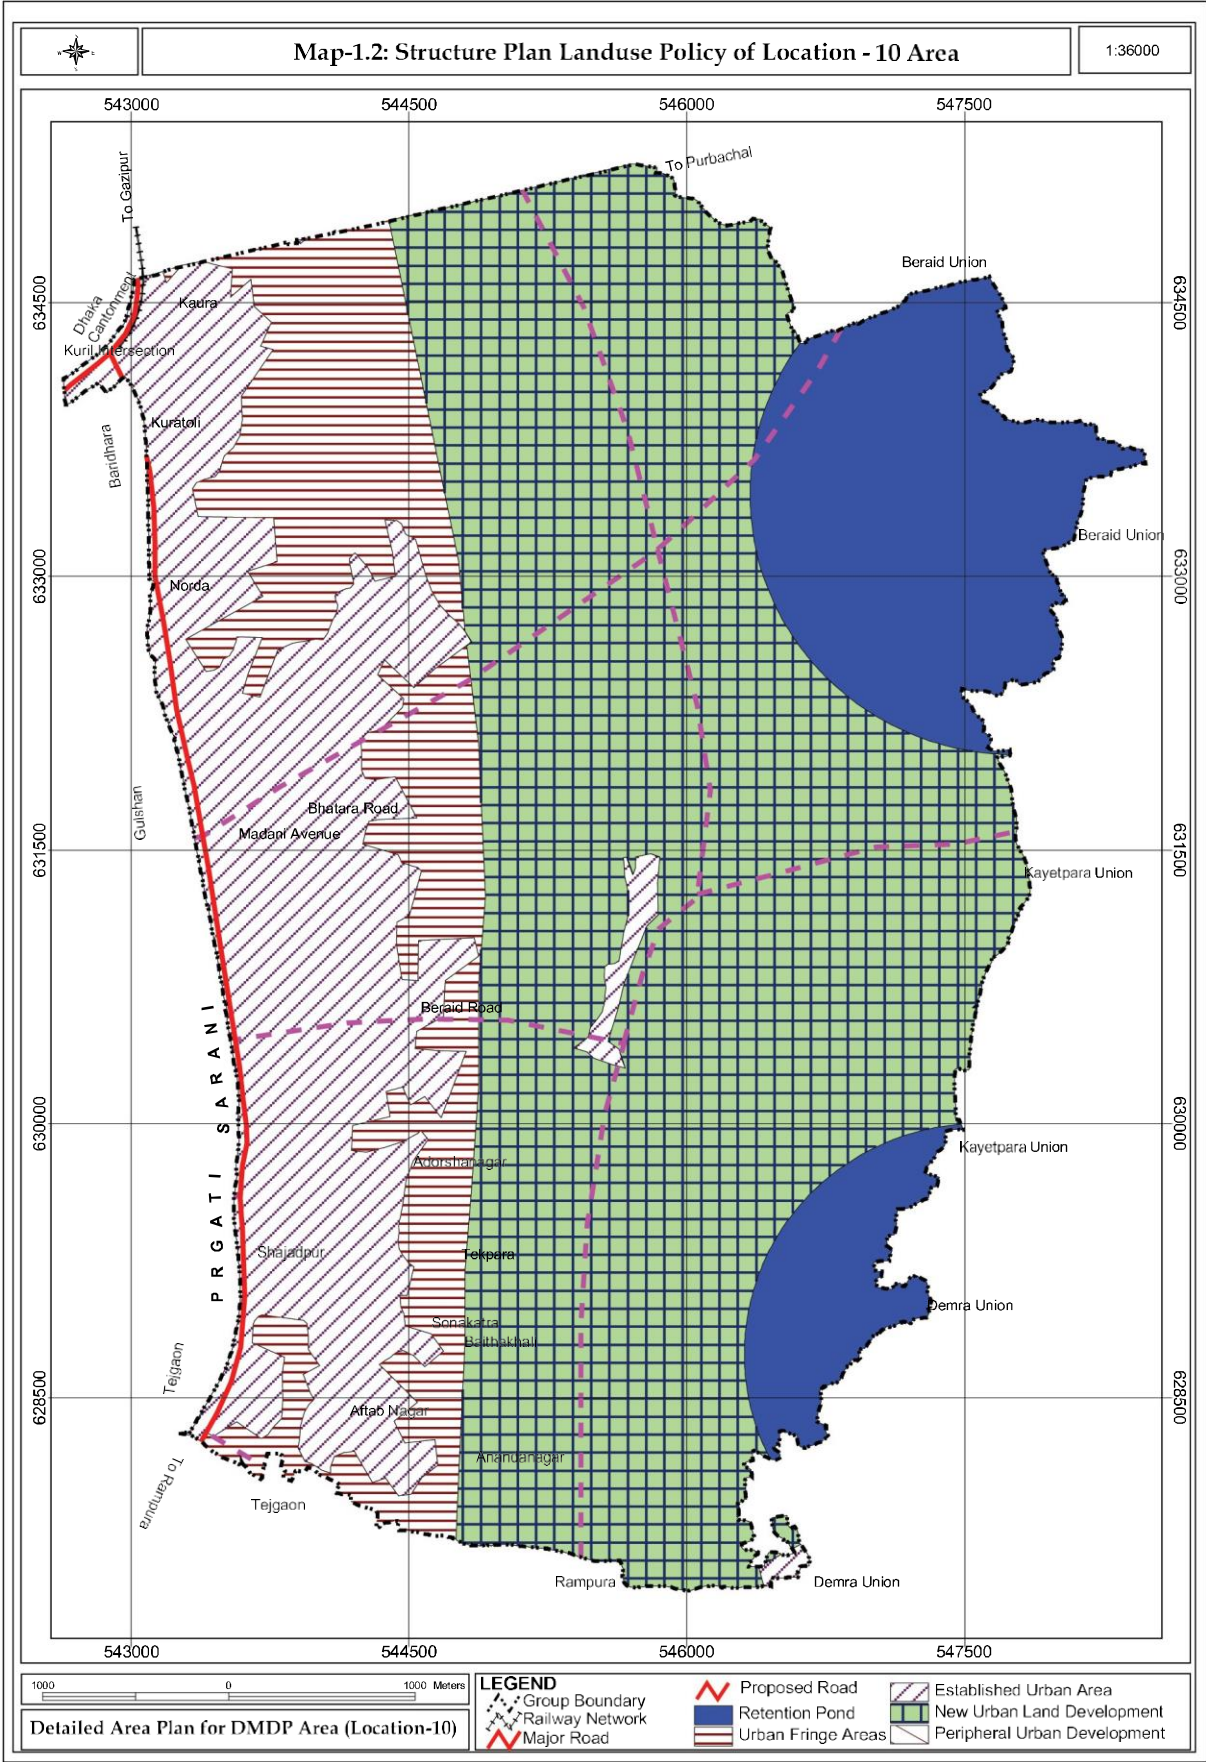 Map-1.2: Structure Plan Landuse Policy of Location - 10 Area
1:36000
543000 544500 546000 547500
To Gazipur
To Purbachal
Beraid Union
634500
634500
Kaura
Dhaka
Cantonment
Kuril Intersection
Kuratoli
Baridhara
Beraid Union
633000
633000
Norda
Gulshan
Bhatara Road
Madani Avenue
631500
631500
Kayetpara Union
Beraid Road
PRGATI SARANI
630000
630000
Kayetpara Union
Adorshanagar
Shajadpur
Tekpara
Demra Union
Sonakatra
Baithakhali
Tejgaon
628500
628500
Aftab Nagar
Anandanagar
To Rampura
Tejgaon
Rampura
Demra Union
543000 544500 546000 547500
1000 0 1000 Meters
Detailed Area Plan for DMDP Area (Location-10)
LEGEND
Group Boundary
Railway Network
Major Road
Proposed Road
Retention Pond
Urban Fringe Areas
Established Urban Area
New Urban Land Development
Peripheral Urban Development